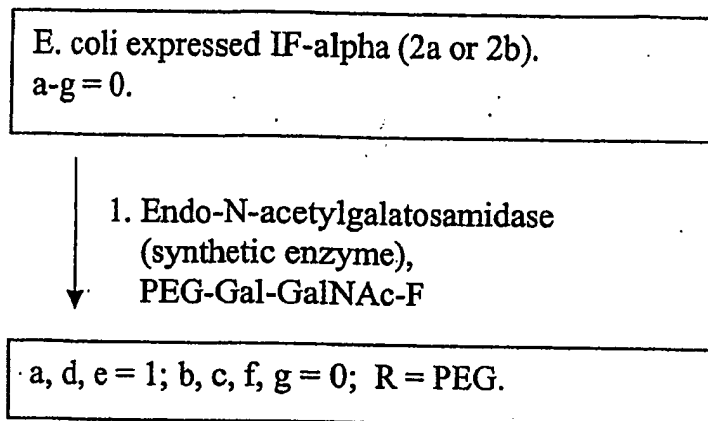 E. coli expressed IF-alpha (2a or 2b).
a-g = 0.
1. Endo-N-acetylgalatosamidase
(synthetic enzyme),
PEG-Gal-GalNAc-F
a, d, e = 1; b, c, f, g = 0; R = PEG.